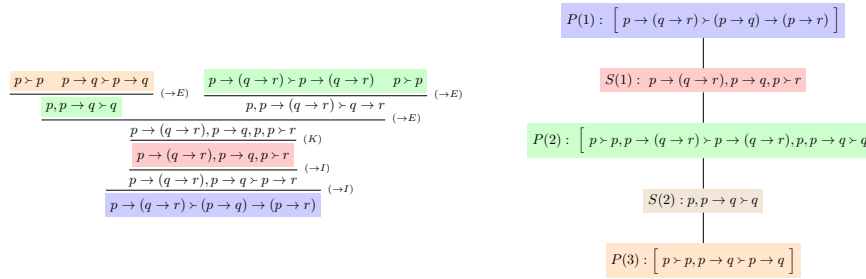 p ≻ p    p → q ≻ p → q    (→E)    p → (q → r) ≻ p → (q → r)    p ≻ p    (→E)
p, p → q ≻ q    p, p → (q → r) ≻ q → r    (→E)
p → (q → r), p → q, p, p ≻ r    (K)
p → (q → r), p → q, p ≻ r    (→I)
p → (q → r), p → q ≻ p → r    (→I)
p → (q → r) ≻ (p → q) → (p → r)
P(1) : [ p → (q → r) ≻ (p → q) → (p → r) ]
S(1) : p → (q → r), p → q, p ≻ r
P(2) : [ p ≻ p, p → (q → r) ≻ p → (q → r), p, p → q ≻ q
S(2) : p, p → q ≻ q
P(3) : [ p ≻ p, p → q ≻ p → q ]